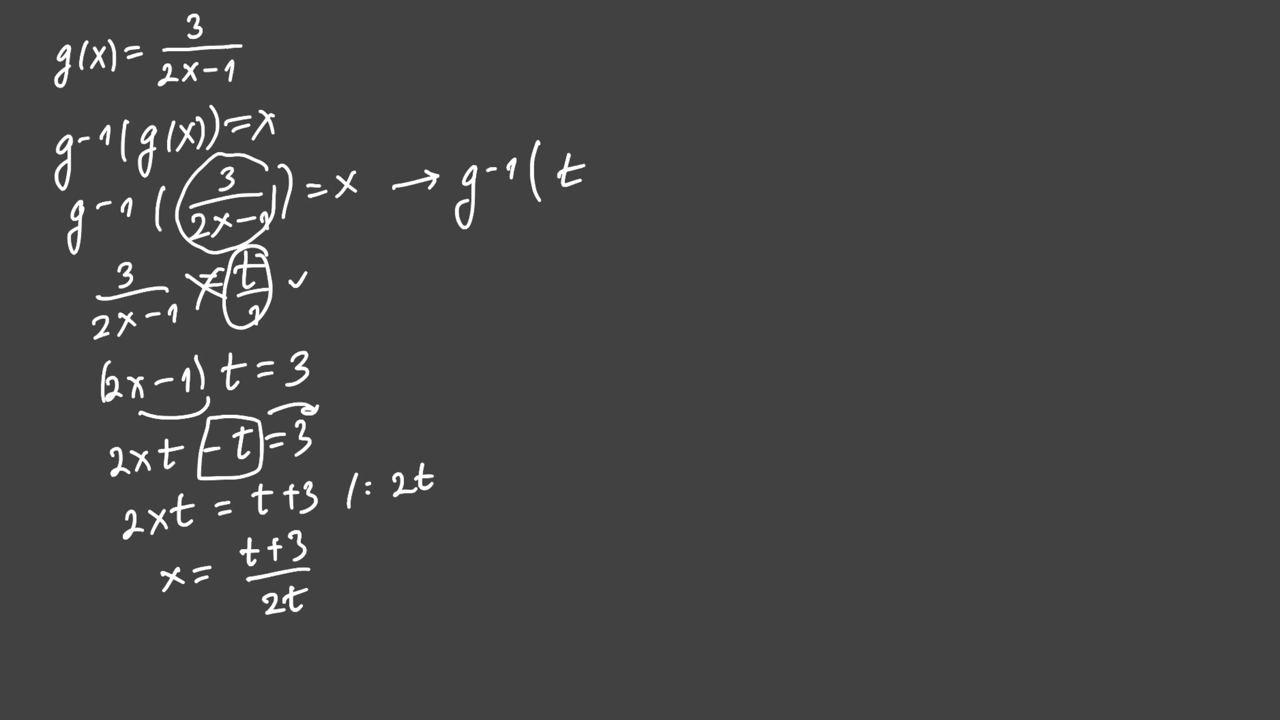 g(x) = 3/(2x-1)
g-1(g(x)) = x
g-1(3/(2x-1)) = x → g-1(t
3/(2x-1) = t/1 ✓
(2x-1) t = 3
2xt - t = 3
2xt = t+3 /: 2t
x = (t+3)/(2t)